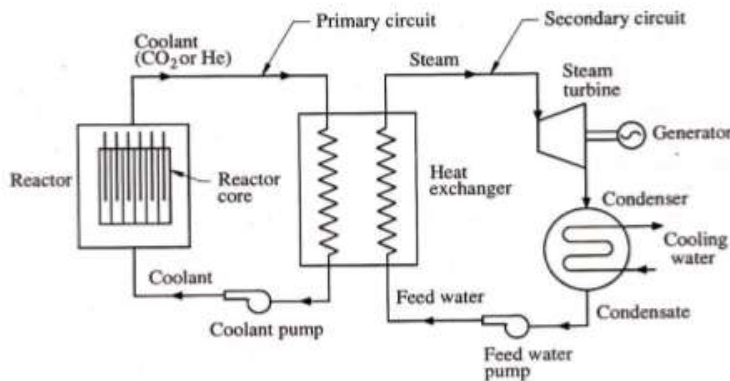 Primary circuit
Secondary circuit
Coolant
(CO2 or He)
Steam
Steam
turbine
Generator
Reactor
Reactor
core
Heat
exchanger
Condenser
Cooling
water
Coolant
Feed water
Condensate
Coolant pump
Feed water
pump